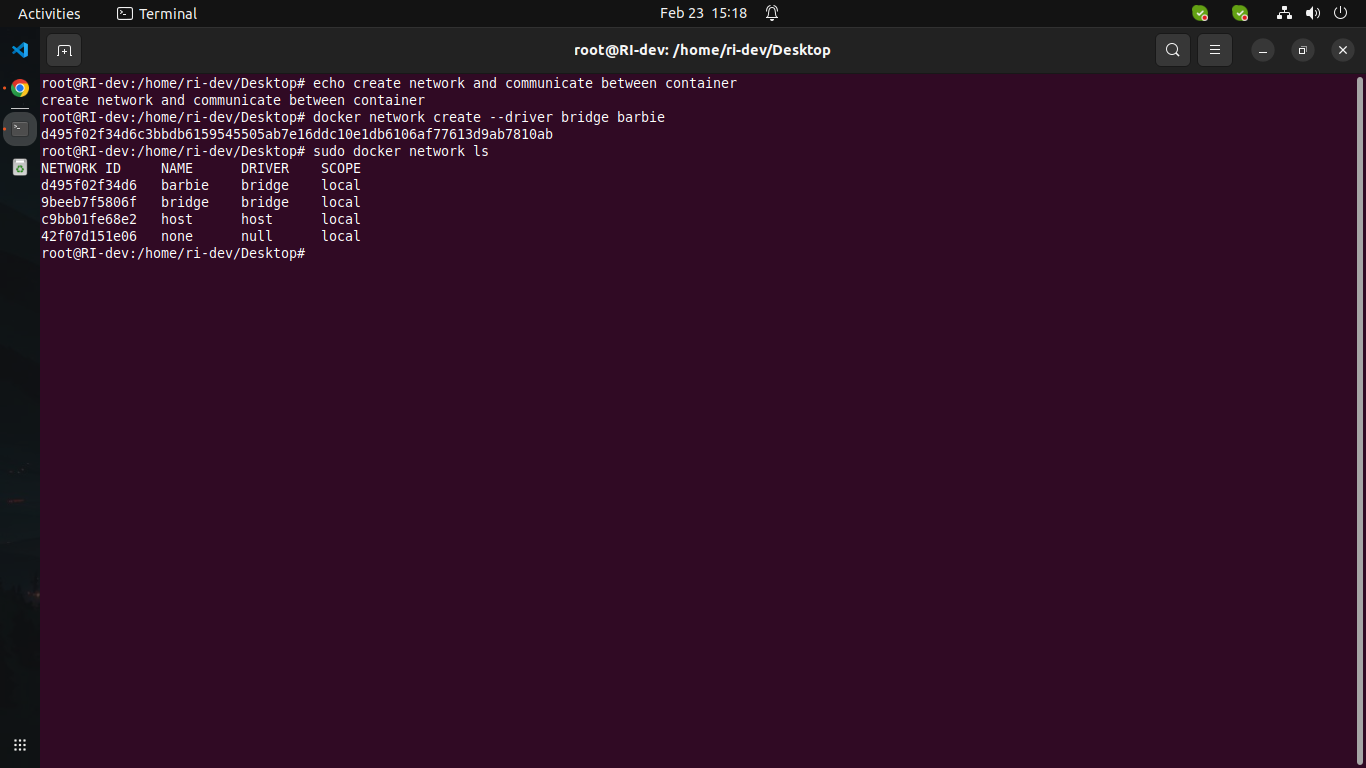 Activities
Terminal
Feb 23 15:18
root@RI-dev: /home/ri-dev/Desktop
root@RI-dev:/home/ri-dev/Desktop# echo create network and communicate between container
create network and communicate between container
root@RI-dev:/home/ri-dev/Desktop# docker network create --driver bridge barbie
d495f02f34d6c3bbdb6159545505ab7e16ddc10e1db6106af77613d9ab7810ab
root@RI-dev:/home/ri-dev/Desktop# sudo docker network ls
NETWORK ID     NAME      DRIVER    SCOPE
d495f02f34d6   barbie    bridge    local
9beeb7f5806f   bridge    bridge    local
c9bb01fe68e2   host      host      local
42f07d151e06   none      null      local
root@RI-dev:/home/ri-dev/Desktop#